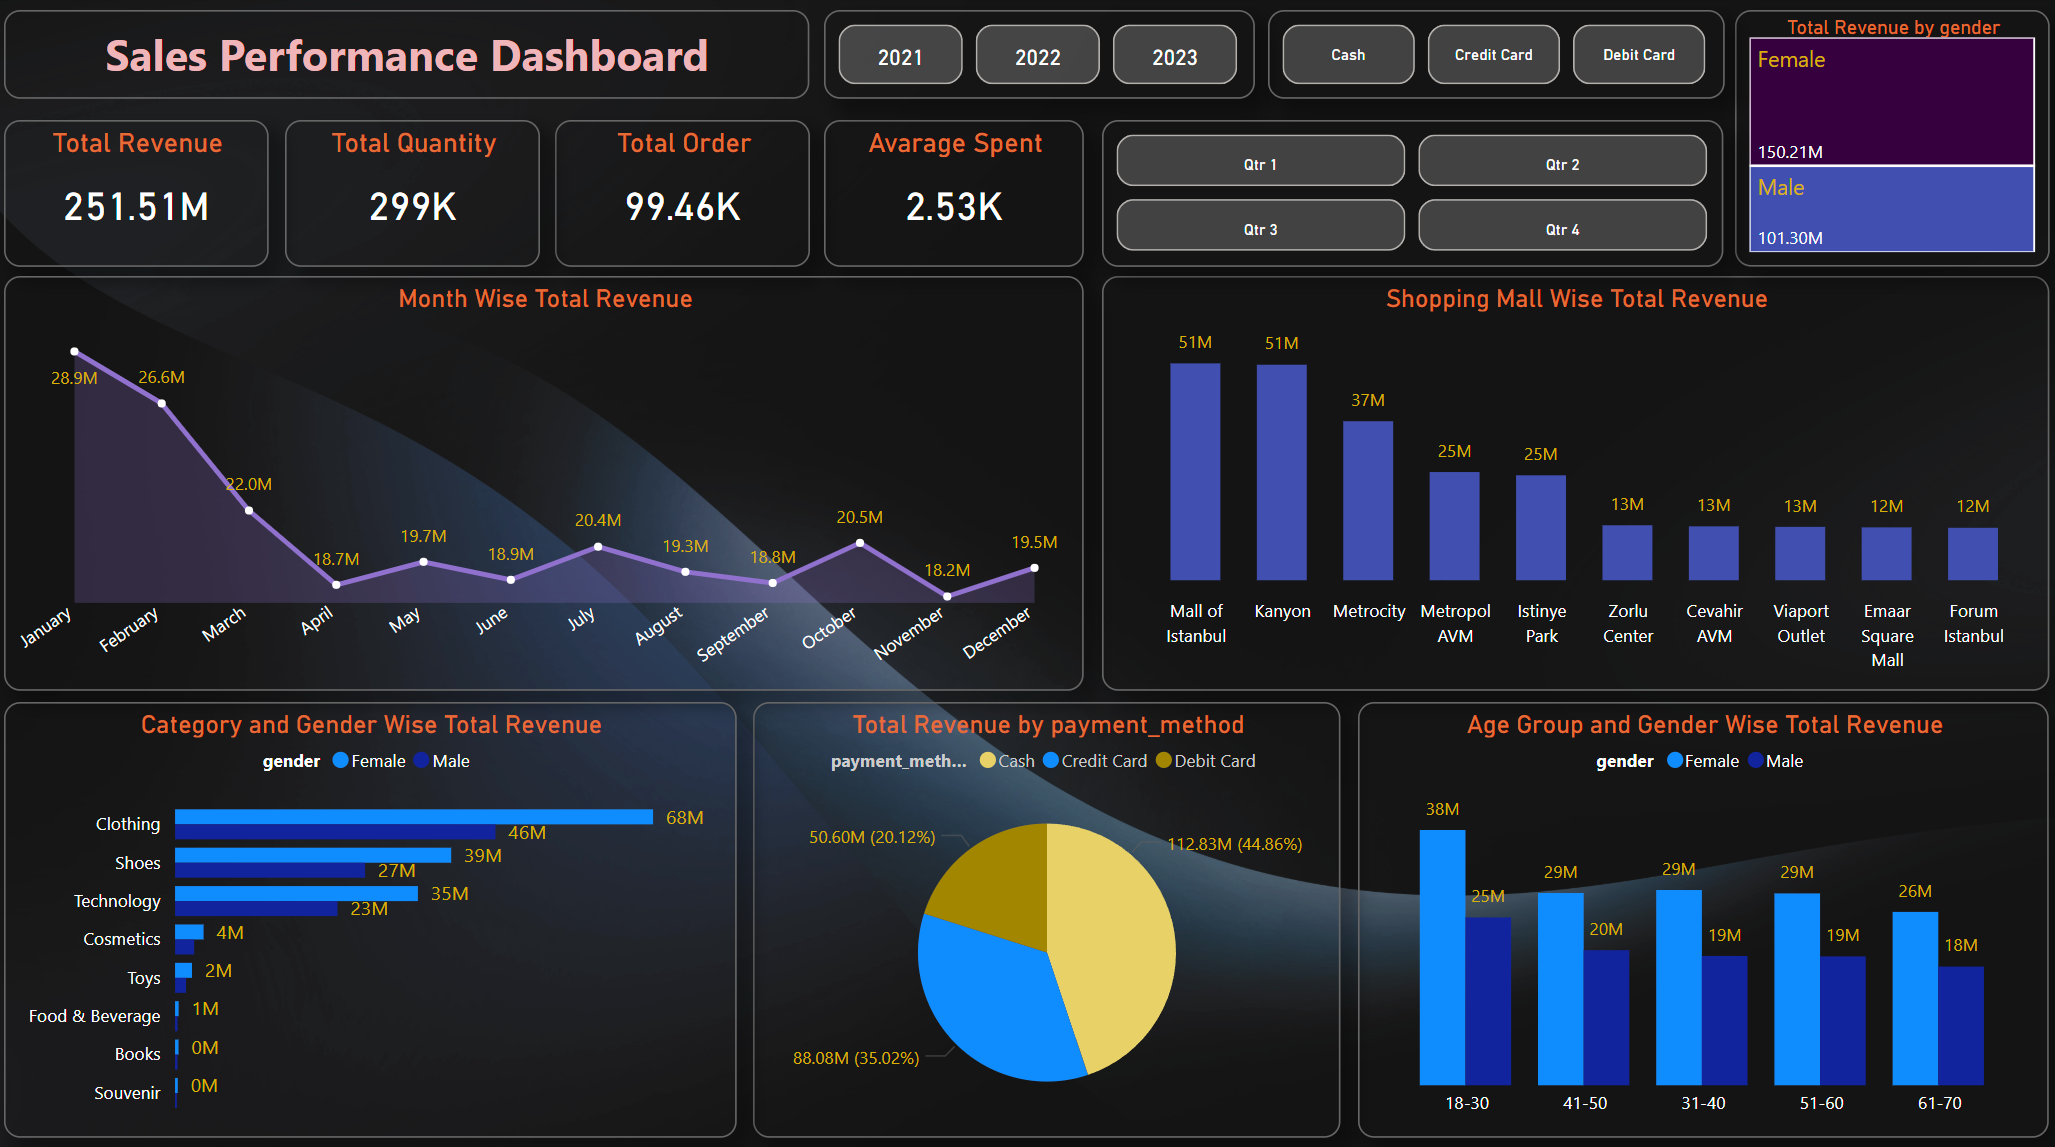 Sales Performance Dashboard
2021
2022
2023
Cash
Credit Card
Debit Card
Total Revenue by gender
Female
150.21M
Male
101.30M
Total Revenue
251.51M
Total Quantity
299K
Total Order
99.46K
Avarage Spent
2.53K
Qtr 1
Qtr 2
Qtr 3
Qtr 4
Month Wise Total Revenue
28.9M
26.6M
22.0M
18.7M
19.7M
18.9M
20.4M
19.3M
18.8M
20.5M
18.2M
19.5M
January
February
March
April
May
June
July
August
September
October
November
December
Shopping Mall Wise Total Revenue
51M
51M
37M
25M
25M
13M
13M
13M
12M
12M
Mall of
Istanbul
Kanyon
Metrocity
Metropol
AVM
Istinye
Park
Zorlu
Center
Cevahir
AVM
Viaport
Outlet
Emaar
Square
Mall
Forum
Istanbul
Category and Gender Wise Total Revenue
gender Female Male
Clothing
68M
46M
Shoes
39M
27M
Technology
35M
23M
Cosmetics
4M
Toys
2M
Food & Beverage
1M
Books
0M
Souvenir
0M
Total Revenue by payment_method
payment_meth... Cash Credit Card Debit Card
50.60M (20.12%)
112.83M (44.86%)
88.08M (35.02%)
Age Group and Gender Wise Total Revenue
gender Female Male
38M
25M
29M
20M
29M
19M
29M
19M
26M
18M
18-30
41-50
31-40
51-60
61-70